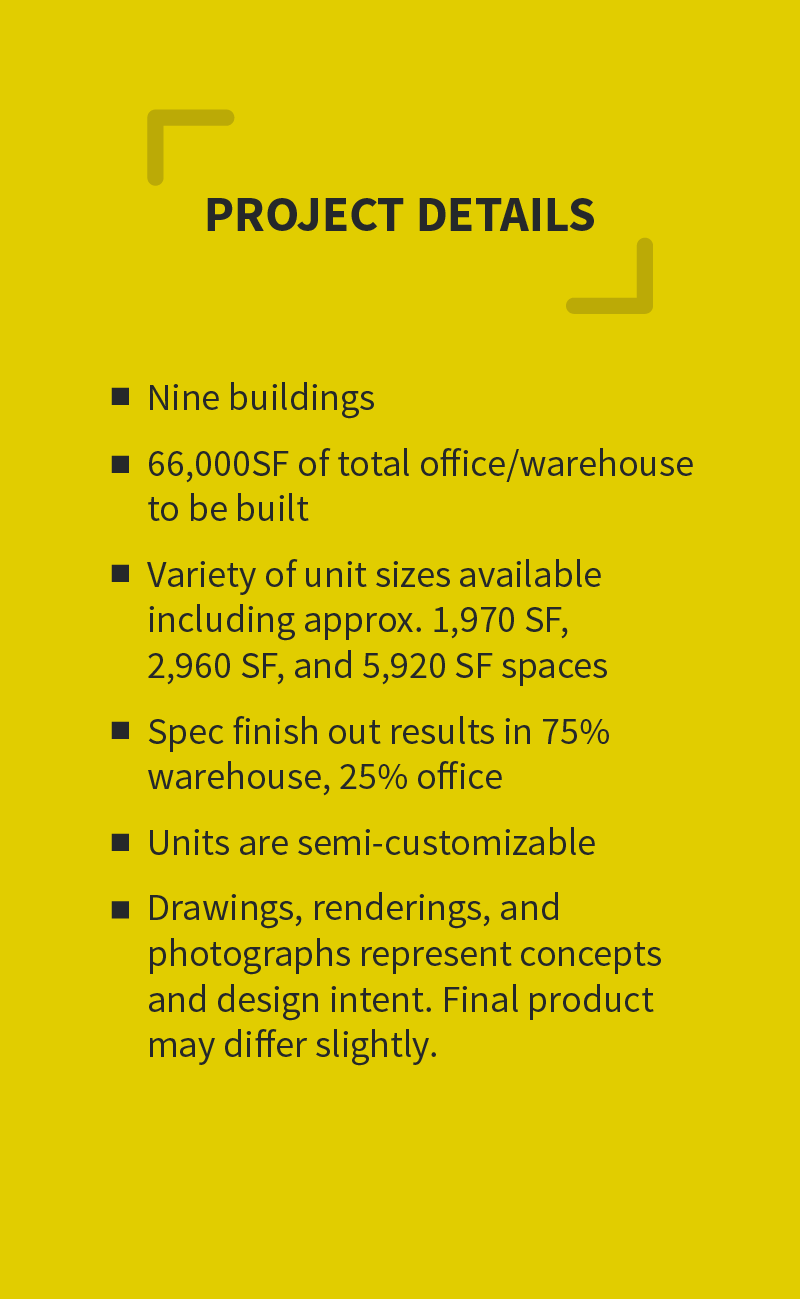 PROJECT DETAILS
■ Nine buildings
■ 66,000SF of total office/warehouse
to be built
■ Variety of unit sizes available
including approx. 1,970 SF,
2,960 SF, and 5,920 SF spaces
■ Spec finish out results in 75%
warehouse, 25% office
■ Units are semi-customizable
■ Drawings, renderings, and
photographs represent concepts
and design intent. Final product
may differ slightly.